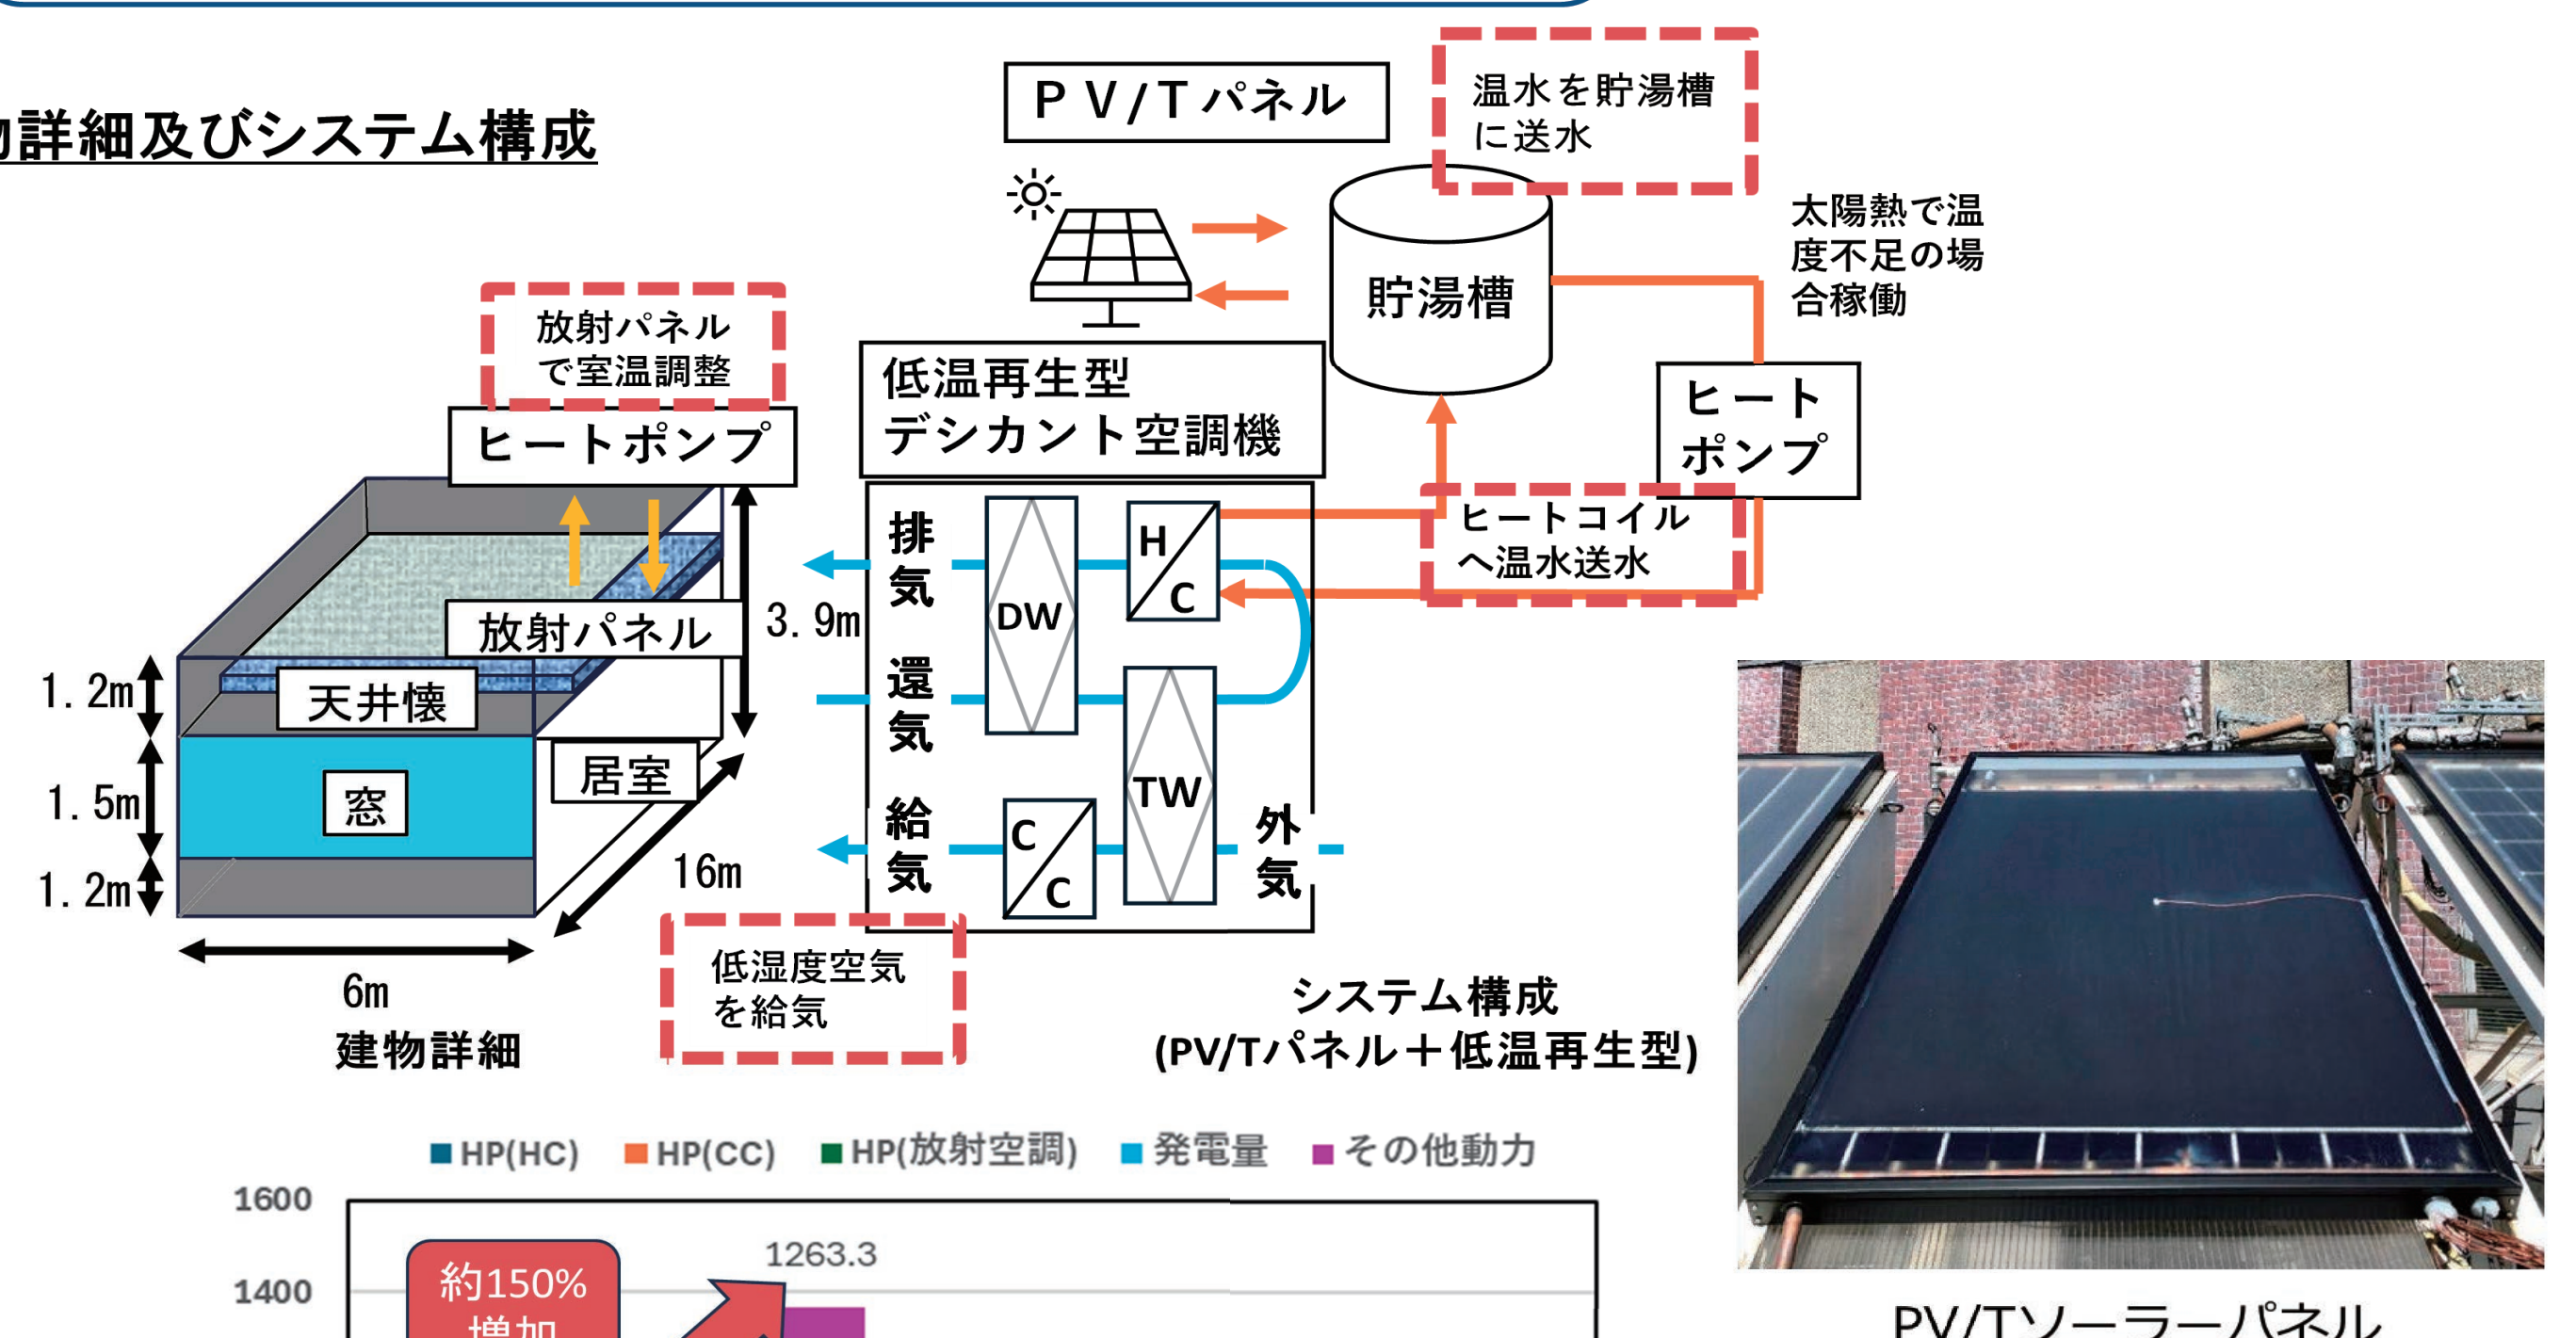 詳細及びシステム構成
PV/Tパネル
温水を貯湯槽
に送水
太陽熱で温
度不足の場
合稼働
貯湯槽
放射パネル
で室温調整
ヒートポンプ
低温再生型
デシカント空調機
ヒート
ポンプ
ヒートコイル
へ温水送水
排気
還気
給気
外気
DW
H/C
TW
C/C
放射パネル
天井懐
窓
居室
3.9m
1.2m
1.5m
1.2m
16m
6m
建物詳細
低湿度空気
を給気
システム構成
(PV/Tパネル＋低温再生型)
HP(HC) HP(CC) HP(放射空調) 発電量 その他動力
1600
1263.3
1400
約150%
増加
PV/Tソーラーパネル